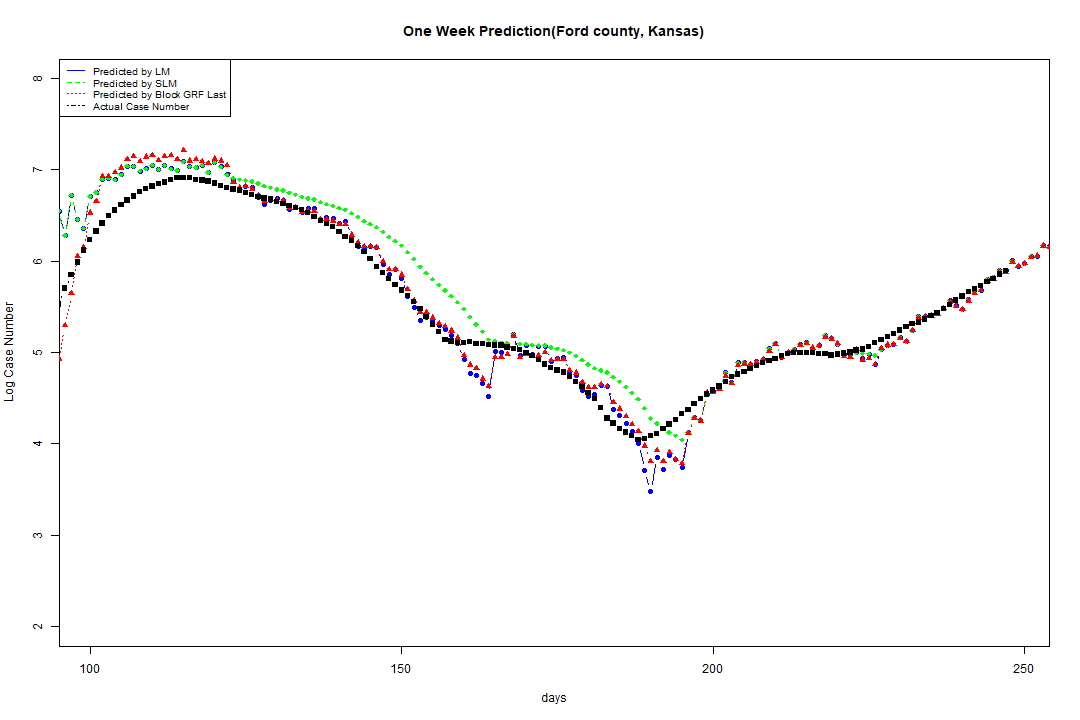 One Week Prediction(Ford county, Kansas)
Predicted by LM
Predicted by SLM
Predicted by Block GRF Last
Actual Case Number
8
7
6
5
4
3
2
Log Case Number
100 150 200 250
days